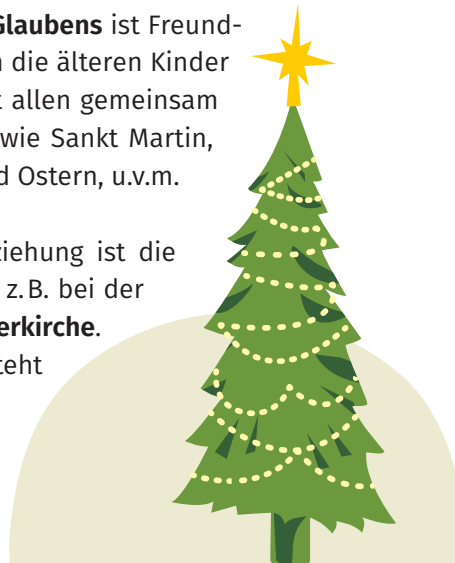 Glaubens ist Freund-
die älteren Kinder
allen gemeinsam
wie Sankt Martin,
Ostern, u.v.m.
ziehung ist die
z. B. bei der
erkirche.
teht